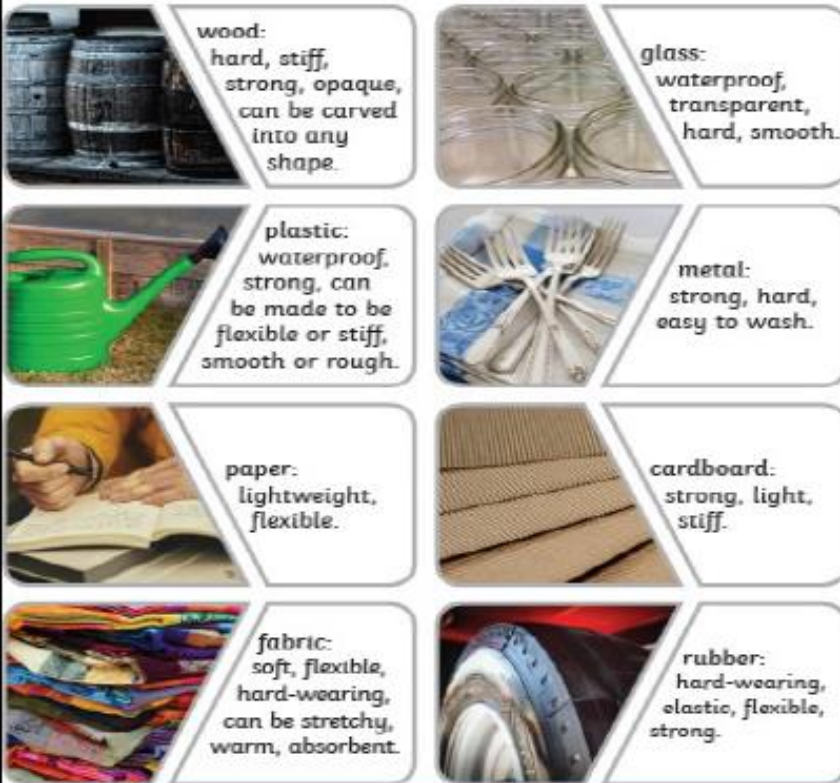 wood:
hard, stiff,
strong, opaque,
can be carved
into any
shape.
glass:
waterproof,
transparent,
hard, smooth.
plastic:
waterproof,
strong, can
be made to be
flexible or stiff,
smooth or rough.
metal:
strong, hard,
easy to wash.
paper:
lightweight,
flexible.
cardboard:
strong, light,
stiff.
fabric:
soft, flexible,
hard-wearing,
can be stretchy,
warm, absorbent.
rubber:
hard-wearing,
elastic, flexible,
strong.